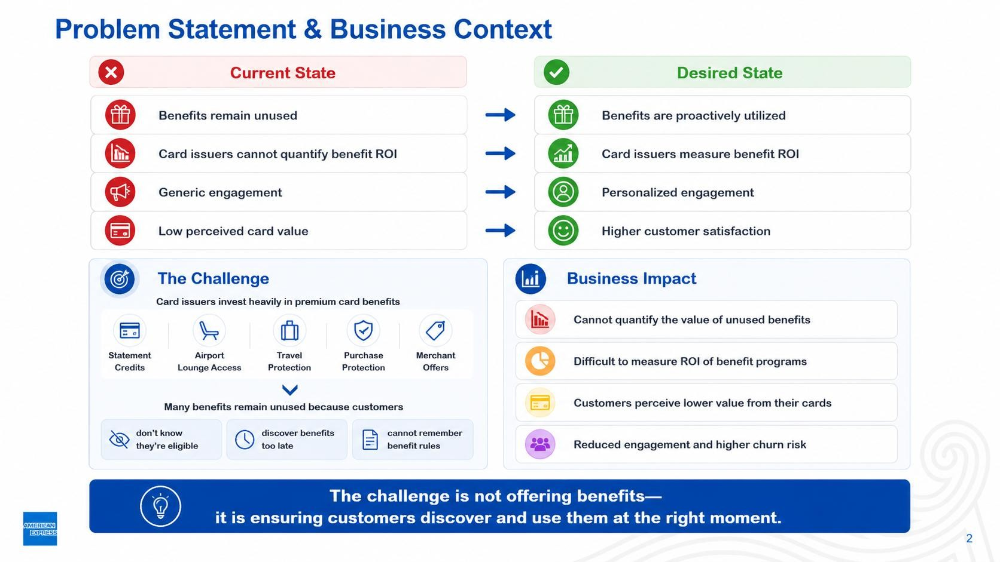 Problem Statement & Business Context
Current State
Desired State
Benefits remain unused
Benefits are proactively utilized
Card issuers cannot quantify benefit ROI
Card issuers measure benefit ROI
Generic engagement
Personalized engagement
Low perceived card value
Higher customer satisfaction
The Challenge
Card issuers invest heavily in premium card benefits
Statement
Credits
Airport
Lounge Access
Travel
Protection
Purchase
Protection
Merchant
Offers
Many benefits remain unused because customers
don't know
they're eligible
discover benefits
too late
cannot remember
benefit rules
Business Impact
Cannot quantify the value of unused benefits
Difficult to measure ROI of benefit programs
Customers perceive lower value from their cards
Reduced engagement and higher churn risk
The challenge is not offering benefits—
it is ensuring customers discover and use them at the right moment.
AMERICAN
EXPRESS
2